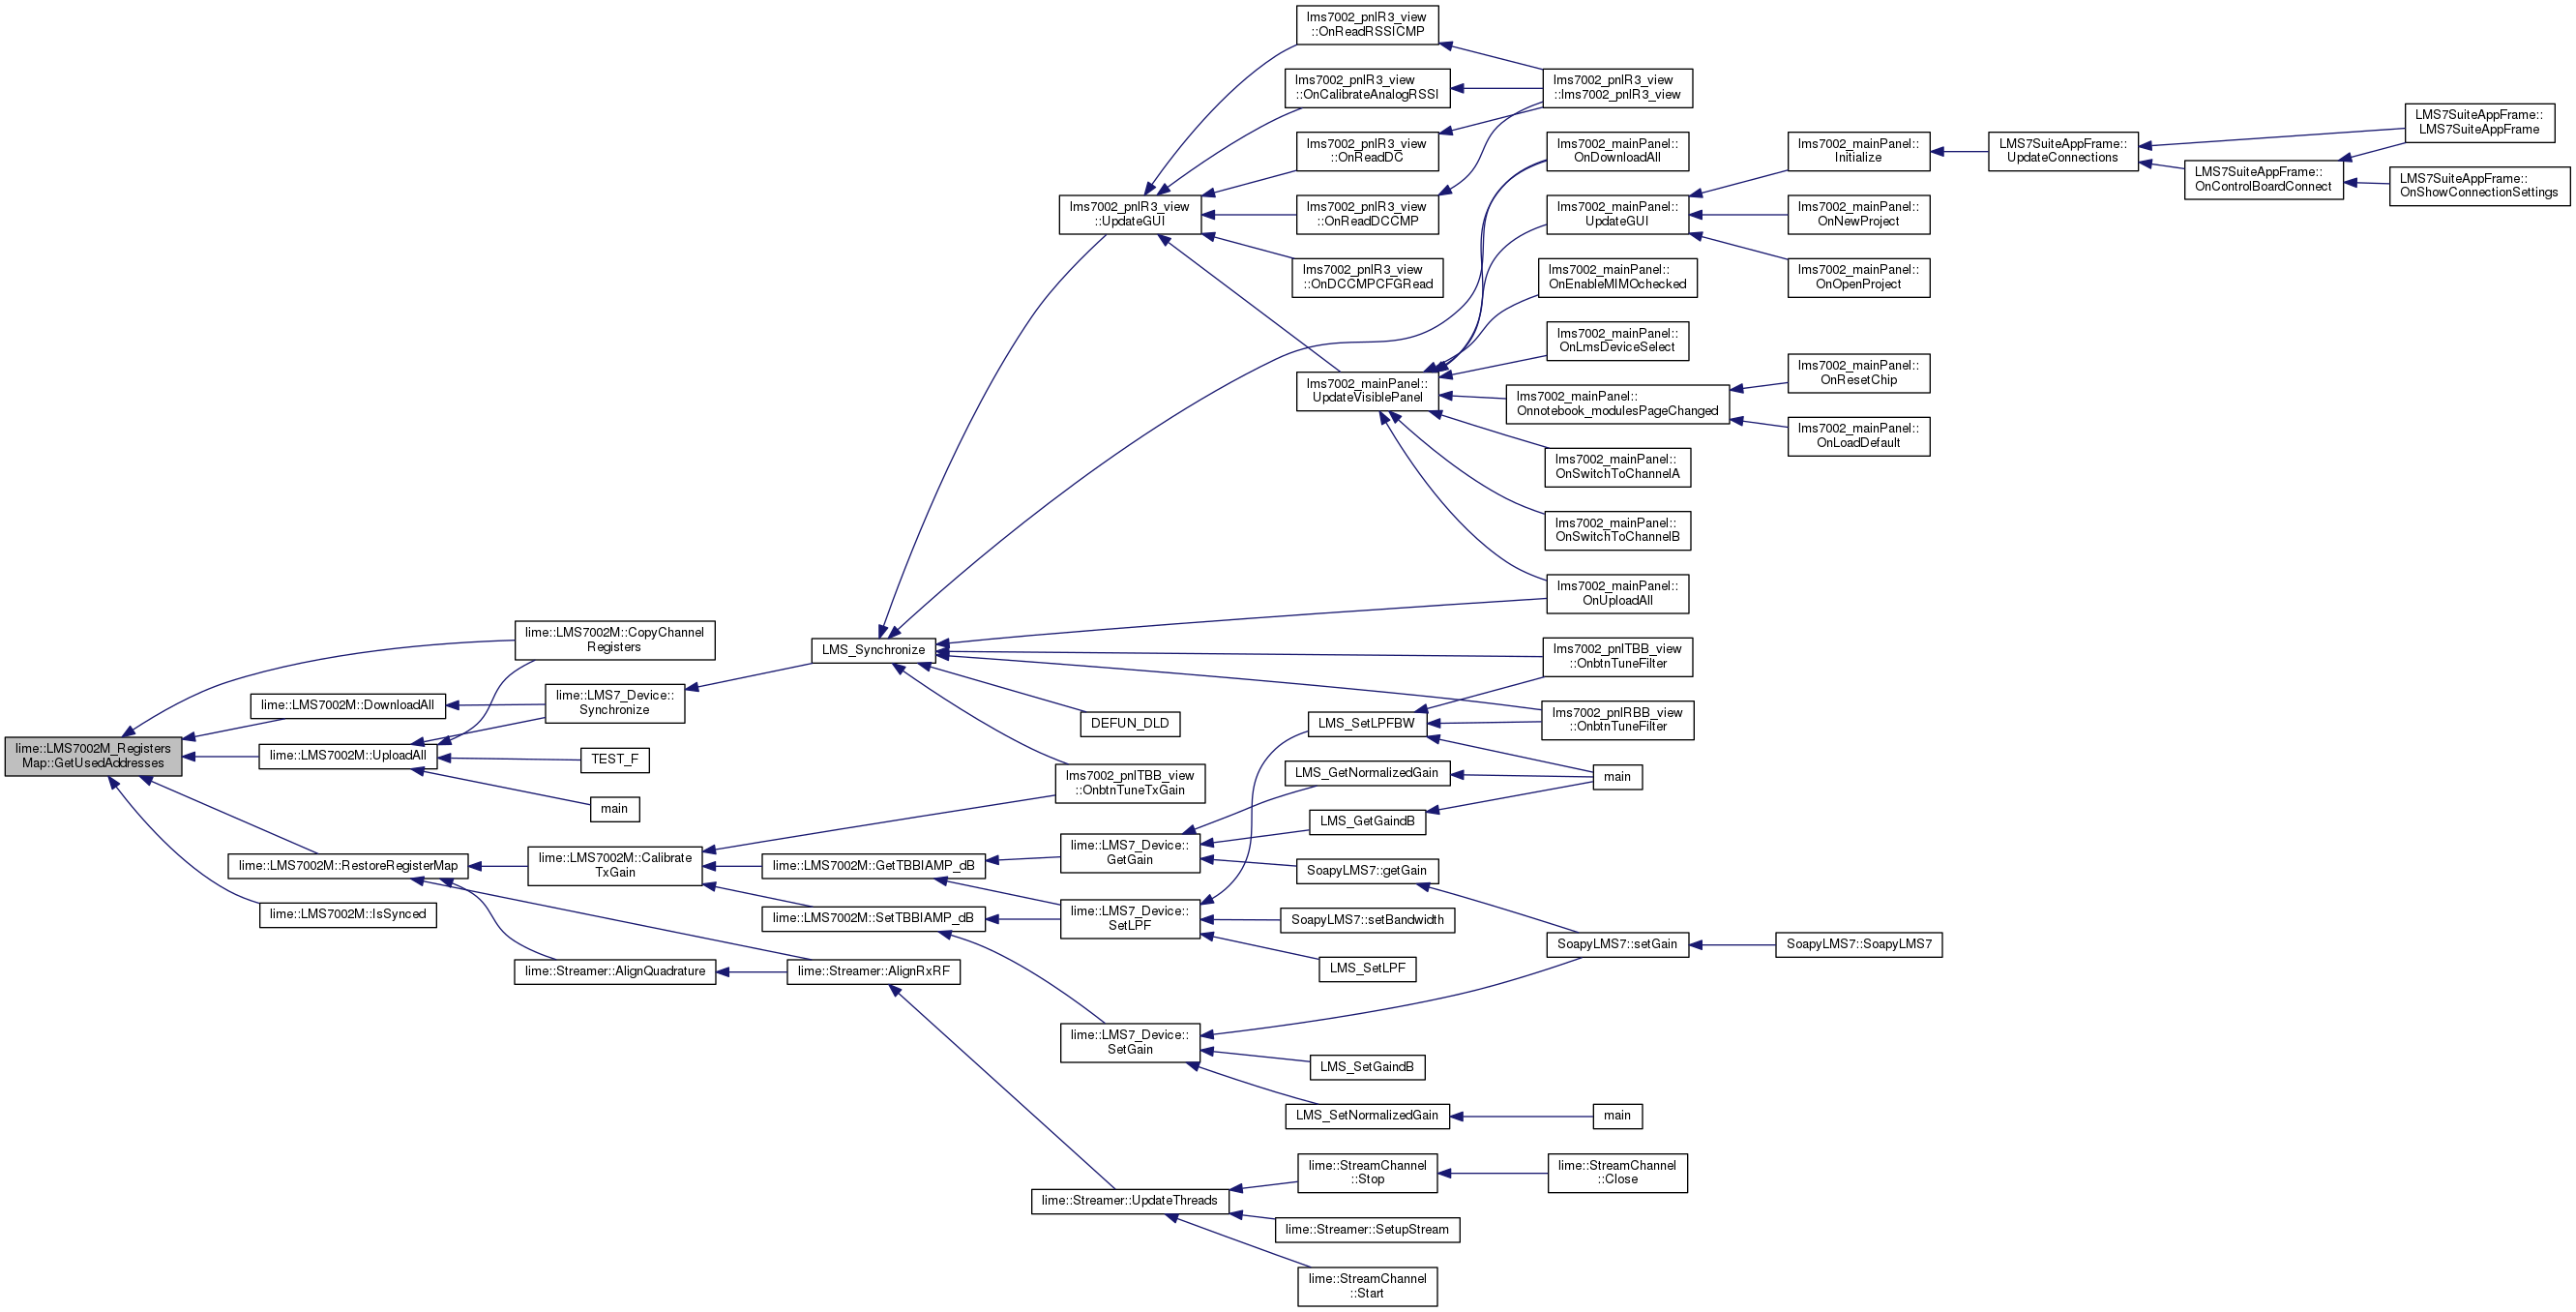 lime::LMS7002M_Registers
Map::GetUsedAddresses
lime::LMS7002M::CopyChannel
Registers
lime::LMS7002M::DownloadAll
lime::LMS7002M::UploadAll
lime::LMS7002M::RestoreRegisterMap
lime::LMS7002M::IsSynced
lime::LMS7_Device::
Synchronize
TEST_F
main
lime::LMS7002M::Calibrate
TxGain
lime::Streamer::AlignQuadrature
LMS_Synchronize
lime::LMS7002M::GetTBBIAMP_dB
lime::LMS7002M::SetTBBIAMP_dB
lime::Streamer::AlignRxRF
lms7002_pnlR3_view
::UpdateGUI
DEFUN_DLD
lms7002_pnlTBB_view
::OnbtnTuneTxGain
lime::LMS7_Device::
GetGain
lime::LMS7_Device::
SetLPF
lime::LMS7_Device::
SetGain
lime::Streamer::UpdateThreads
lms7002_pnlR3_view
::OnReadRSSICMP
lms7002_pnlR3_view
::OnCalibrateAnalogRSSI
lms7002_pnlR3_view
::OnReadDC
lms7002_pnlR3_view
::OnReadDCCMP
lms7002_pnlR3_view
::OnDCCMPCFGRead
lms7002_mainPanel::
UpdateVisiblePanel
LMS_SetLPFBW
LMS_GetNormalizedGain
LMS_GetGaindB
SoapyLMS7::getGain
SoapyLMS7::setBandwidth
LMS_SetLPF
LMS_SetGaindB
LMS_SetNormalizedGain
lime::StreamChannel
::Stop
lime::Streamer::SetupStream
lime::StreamChannel
::Start
lms7002_pnlR3_view
::lms7002_pnlR3_view
lms7002_mainPanel::
OnDownloadAll
lms7002_mainPanel::
UpdateGUI
lms7002_mainPanel::
OnEnableMIMOchecked
lms7002_mainPanel::
OnLmsDeviceSelect
lms7002_mainPanel::
Onnotebook_modulesPageChanged
lms7002_mainPanel::
OnSwitchToChannelA
lms7002_mainPanel::
OnSwitchToChannelB
lms7002_mainPanel::
OnUploadAll
lms7002_pnlTBB_view
::OnbtnTuneFilter
lms7002_pnlRBB_view
::OnbtnTuneFilter
main
SoapyLMS7::setGain
main
lime::StreamChannel
::Close
lms7002_mainPanel::
Initialize
lms7002_mainPanel::
OnNewProject
lms7002_mainPanel::
OnOpenProject
lms7002_mainPanel::
OnResetChip
lms7002_mainPanel::
OnLoadDefault
SoapyLMS7::SoapyLMS7
LMS7SuiteAppFrame::
UpdateConnections
LMS7SuiteAppFrame::
OnControlBoardConnect
LMS7SuiteAppFrame::
LMS7SuiteAppFrame
LMS7SuiteAppFrame::
OnShowConnectionSettings